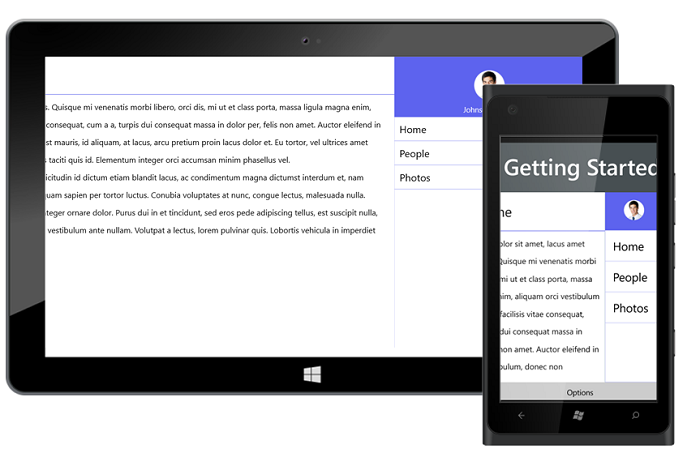 s. Quisque mi venenatis morbi libero, orci dis, mi ut et class porta, massa ligula magna enim,
consequat, cum a a, turpis dui consequat massa in dolor per, felis non amet. Auctor eleifend in
est mauris, id aliquam, at lacus, arcu pretium proin lacus dolor et. Eu tortor, vel ultrices amet
taciti quis id. Elementum integer orci accumsan minim phasellus vel.
icitudin id dictum etiam blandit lacus, ac condimentum magna dictumst interdum et, nam
uam sapien per tortor luctus. Conubia voluptates at nunc, congue lectus, malesuada nulla.
teger ornare dolor. Purus dui in et tincidunt, sed eros pede adipiscing tellus, est suscipit nulla,
vestibulum ante nullam. Volutpat a lectus, lorem pulvinar quis. Lobortis vehicula in imperdiet
Johns
Home
People
Photos
Getting Started
me
olor sit amet, lacus amet
Quisque mi venenatis morbi
mi ut et class porta, massa
nim, aliquam orci vestibulum
facilisis vitae consequat,
dui consequat massa in
non amet. Auctor eleifend in
bulum, donec non
Home
People
Photos
Options